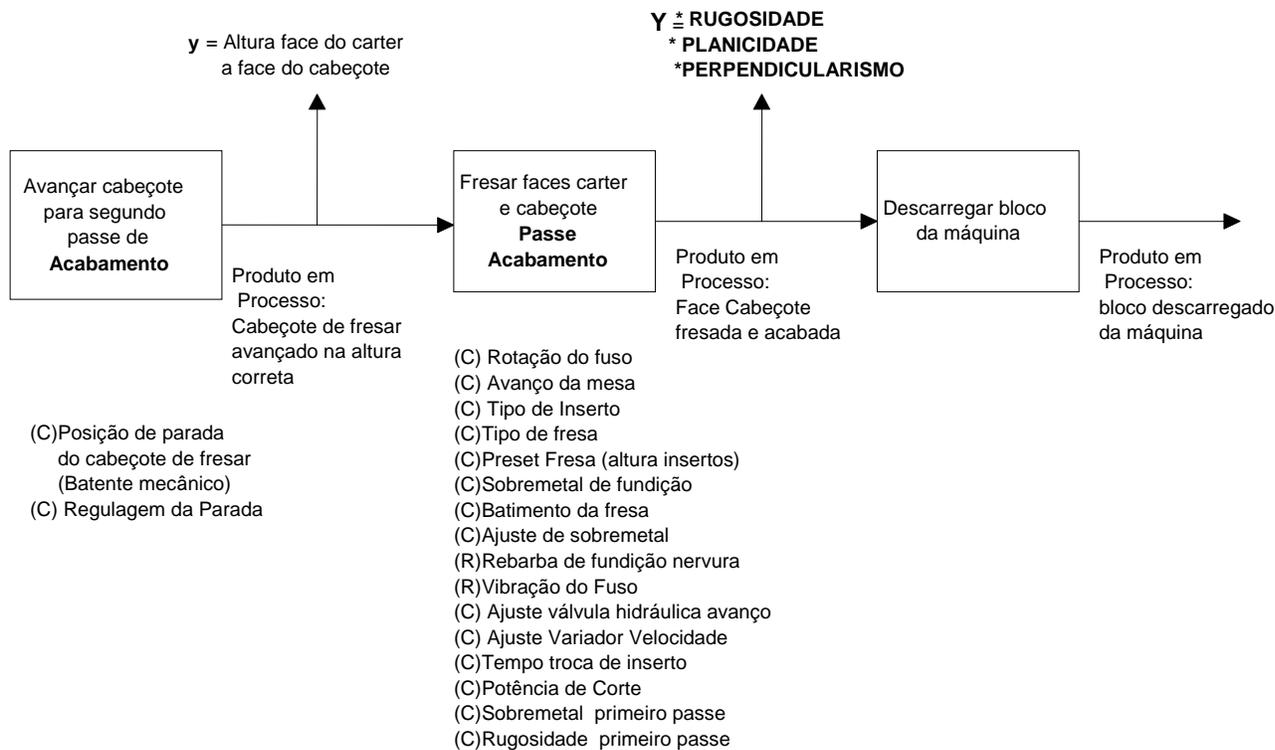 y = Altura face do carter
a face do cabeçote
Y = * RUGOSIDADE
* PLANICIDADE
*PERPENDICULARISMO
Avançar cabeçote
para segundo
passe de
Acabamento
Produto em
Processo:
Cabeçote de fresar
avançado na altura
correta
(C)Posição de parada
do cabeçote de fresar
(Batente mecânico)
(C) Regulagem da Parada
Fresar faces carter
e cabeçote
Passe
Acabamento
(C) Rotação do fuso
(C) Avanço da mesa
(C) Tipo de Inserto
(C)Tipo de fresa
(C)Preset Fresa (altura insertos)
(C)Sobremetal de fundição
(C)Batimento da fresa
(C)Ajuste de sobremetal
(R)Rebarba de fundição nervura
(R)Vibração do Fuso
(C) Ajuste válvula hidráulica avanço
(C) Ajuste Variador Velocidade
(C)Tempo troca de inserto
(C)Potência de Corte
(C)Sobremetal primeiro passe
(C)Rugosidade primeiro passe
Produto em
Processo:
Face Cabeçote
fresada e acabada
Descarregar bloco
da máquina
Produto em
Processo:
bloco descarregado
da máquina